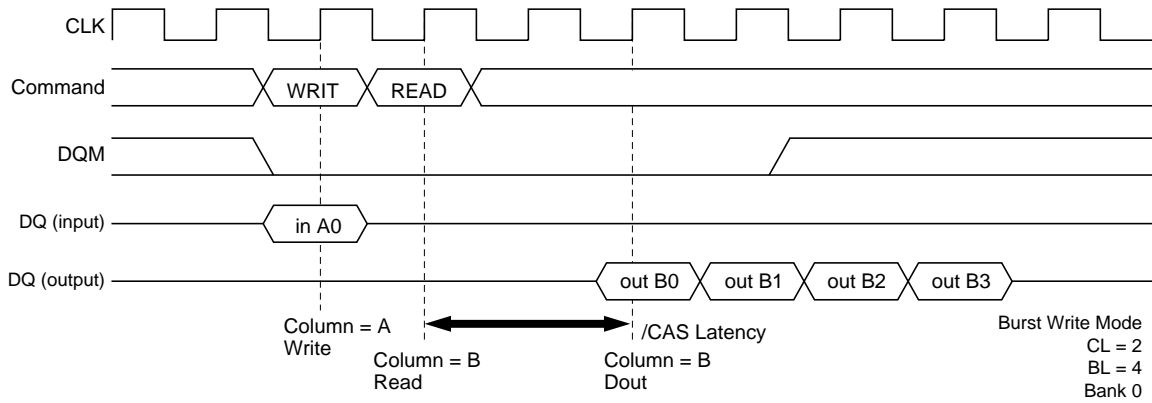 CLK
Command
WRIT
READ
DQM
DQ (input)
in A0
DQ (output)
out B0
out B1
out B2
out B3
Column = A
Write
Column = B
Read
/CAS Latency
Column = B
Dout
Burst Write Mode
CL = 2
BL = 4
Bank 0